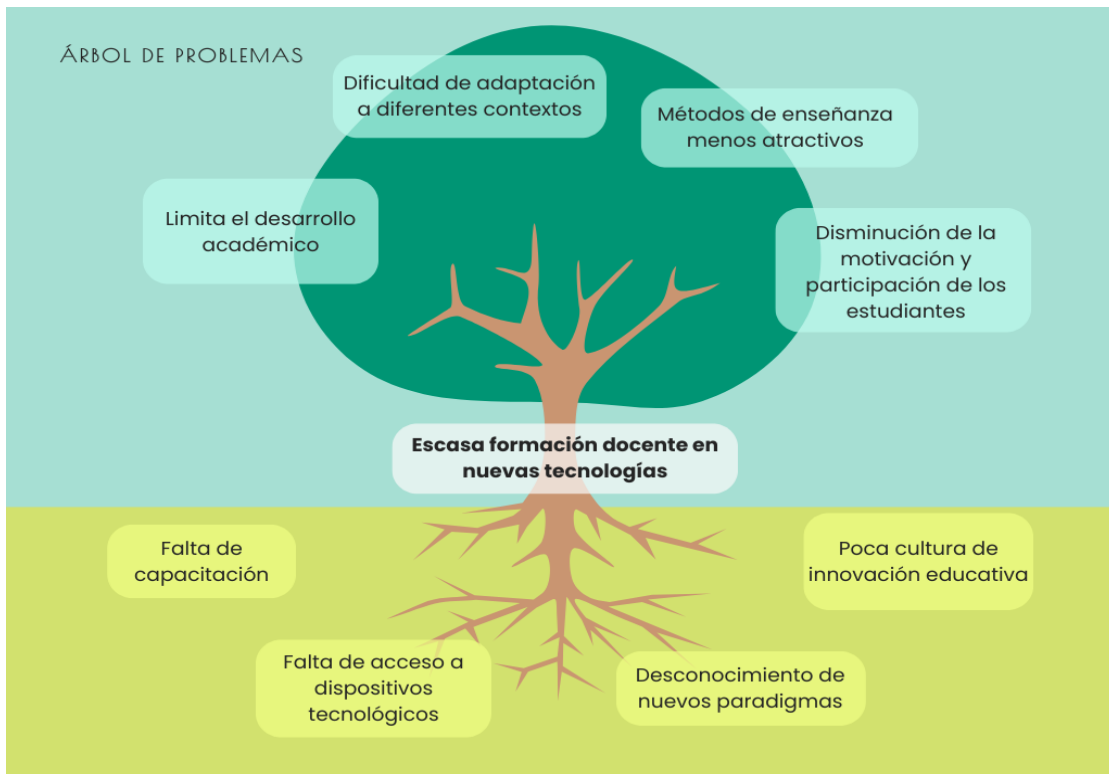 ÁRBOL DE PROBLEMAS
Dificultad de adaptación
a diferentes contextos
Métodos de enseñanza
menos atractivos
Limita el desarrollo
académico
Disminución de la
motivación y
participación de los
estudiantes
Escasa formación docente en
nuevas tecnologías
Falta de
capacitación
Poca cultura de
innovación educativa
Falta de acceso a
dispositivos
tecnológicos
Desconocimiento de
nuevos paradigmas